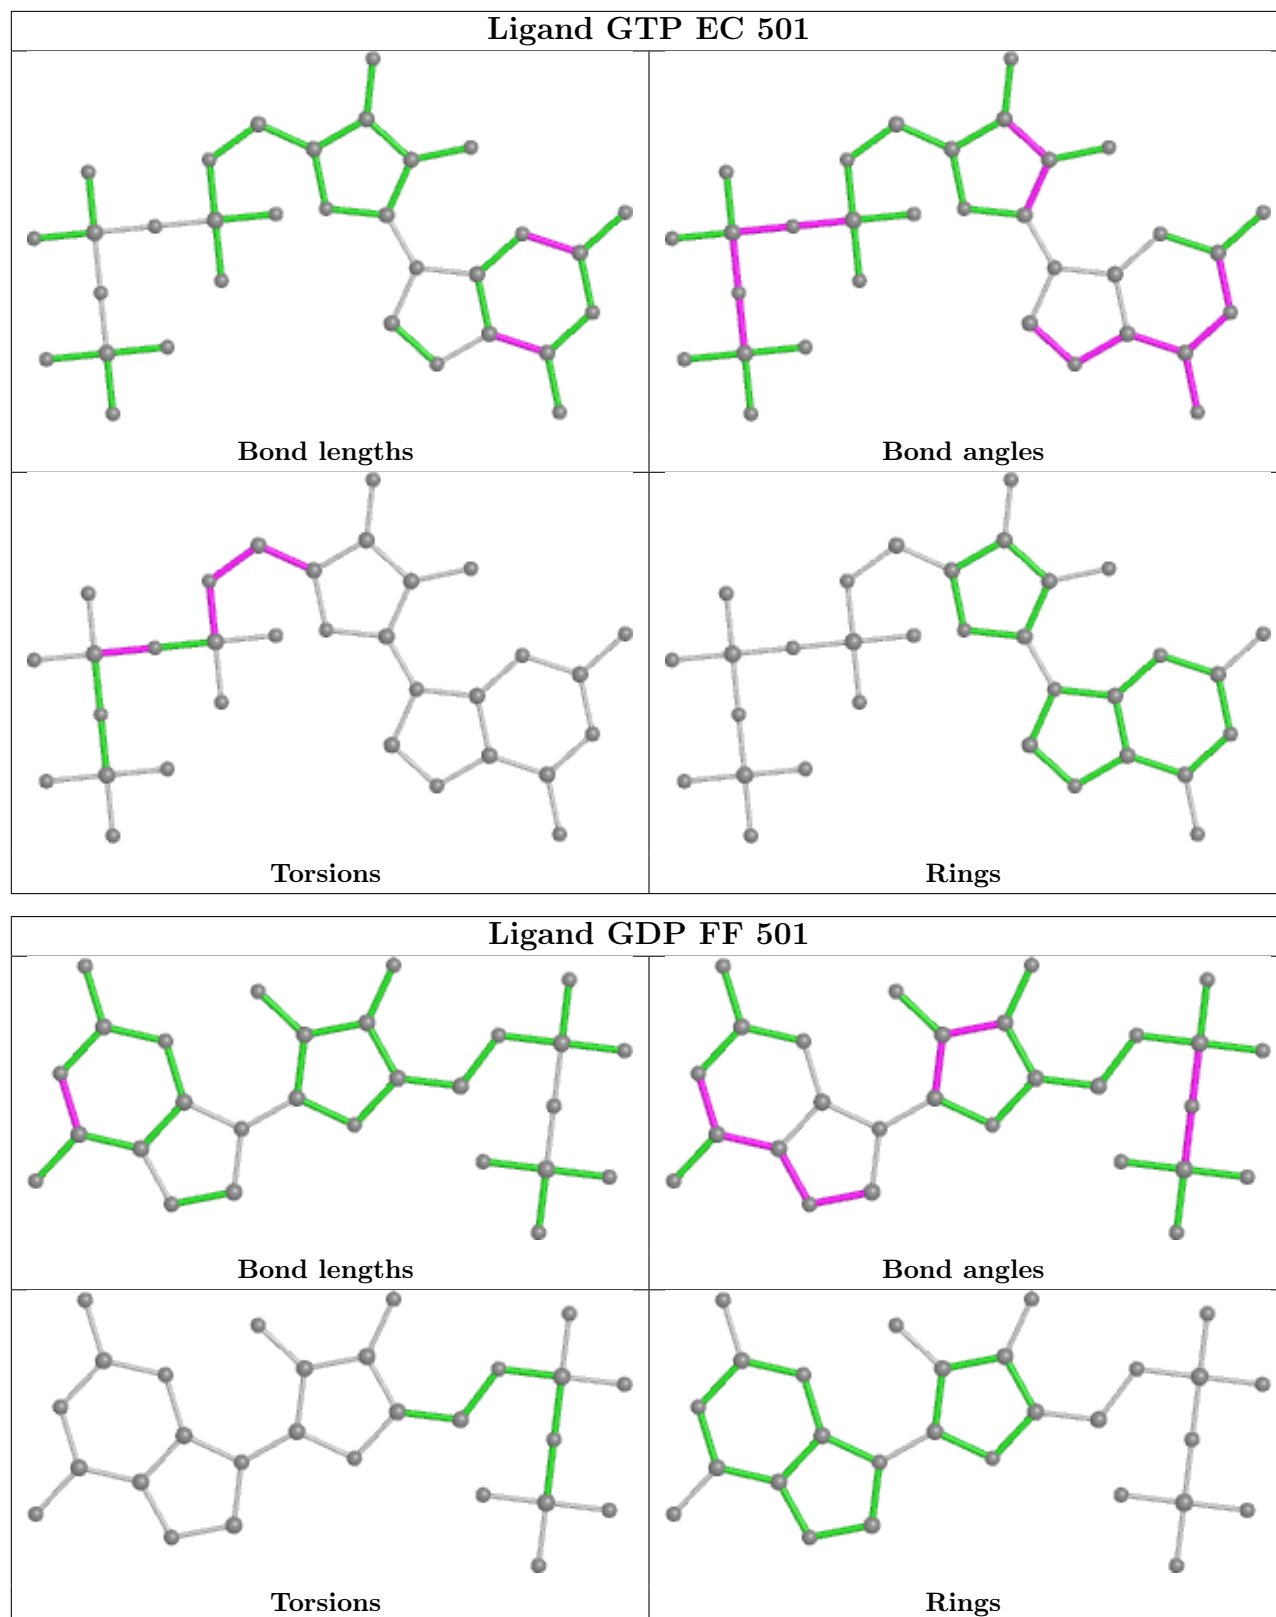 Ligand GTP EC 501
Bond lengths
Bond angles
Torsions
Rings
Ligand GDP FF 501
Bond lengths
Bond angles
Torsions
Rings